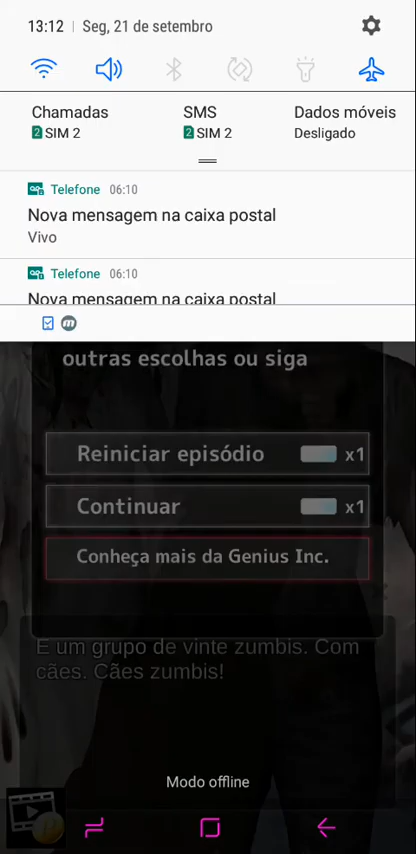 13:12 | Seg, 21 de setembro
Chamadas SMS Dados móveis
2 SIM 2 2 SIM 2 Desligado
Telefone 06:10
Nova mensagem na caixa postal
Vivo
Telefone 06:10
Nova mensagem na caixa postal
m
outras escolhas ou siga
Reiniciar episódio x1
Continuar x1
Conheça mais da Genius Inc.
É um grupo de vinte zumbis. Com
cães. Cães zumbis!
Modo offline